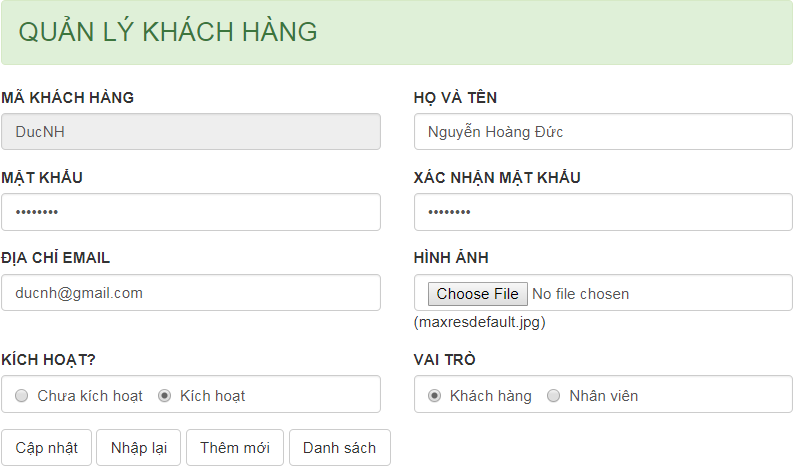 QUẢN LÝ KHÁCH HÀNG
MÃ KHÁCH HÀNG HỌ VÀ TÊN
DucNH Nguyễn Hoàng Đức
MẬT KHẨU XÁC NHẬN MẬT KHẨU
•••••••• ••••••••
ĐỊA CHỈ EMAIL HÌNH ẢNH
ducnh@gmail.com Choose File No file chosen
(maxresdefault.jpg)
KÍCH HOẠT? VAI TRÒ
Chưa kích hoạt Kích hoạt Khách hàng Nhân viên
Cập nhật Nhập lại Thêm mới Danh sách